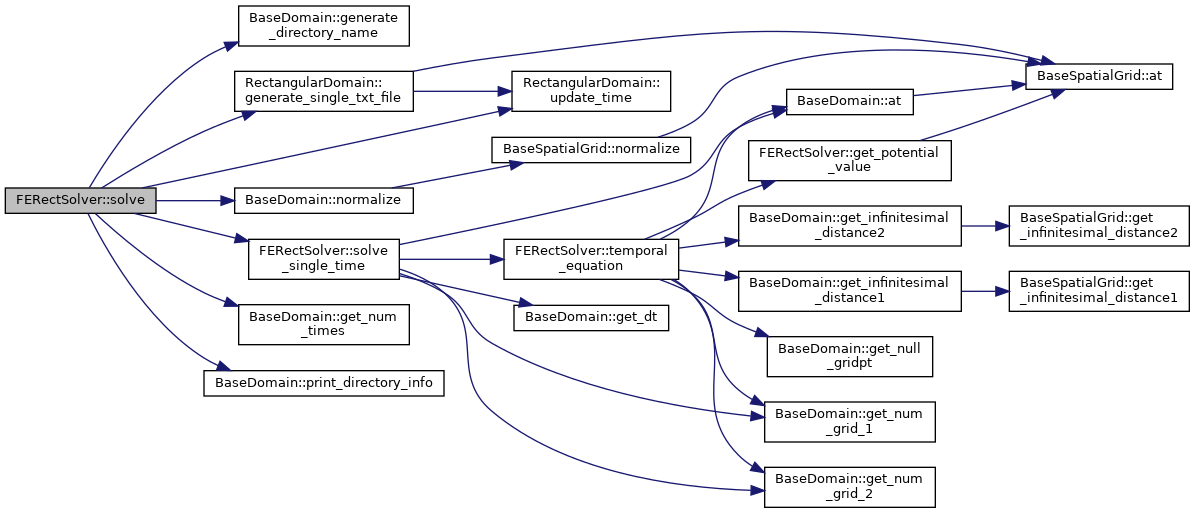 FERectSolver::solve
BaseDomain::generate
_directory_name
RectangularDomain::
generate_single_txt_file
BaseDomain::normalize
FERectSolver::solve
_single_time
BaseDomain::get_num
_times
BaseDomain::print_directory_info
RectangularDomain::
update_time
BaseSpatialGrid::normalize
FERectSolver::temporal
_equation
BaseDomain::get_dt
BaseDomain::at
FERectSolver::get_potential
_value
BaseDomain::get_infinitesimal
_distance2
BaseDomain::get_infinitesimal
_distance1
BaseDomain::get_null
_gridpt
BaseDomain::get_num
_grid_1
BaseDomain::get_num
_grid_2
BaseSpatialGrid::at
BaseSpatialGrid::get
_infinitesimal_distance2
BaseSpatialGrid::get
_infinitesimal_distance1